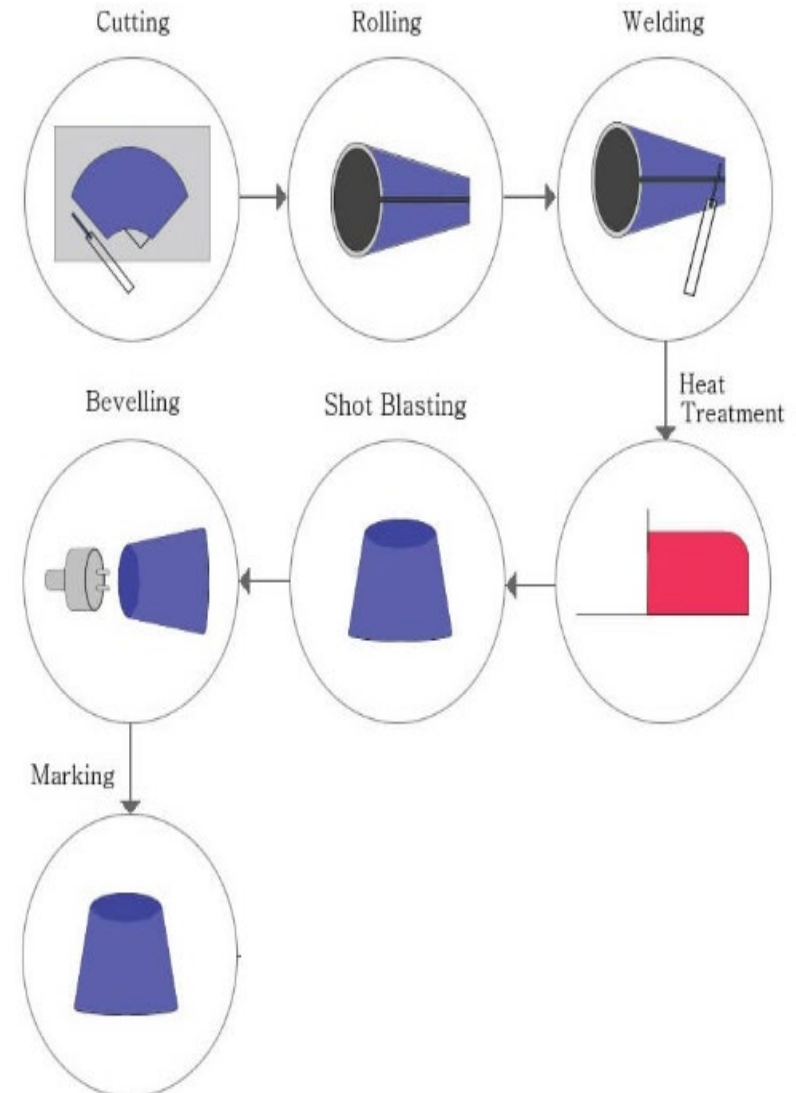 Cutting
Rolling
Welding
Heat
Treatment
Shot Blasting
Bevelling
Marking